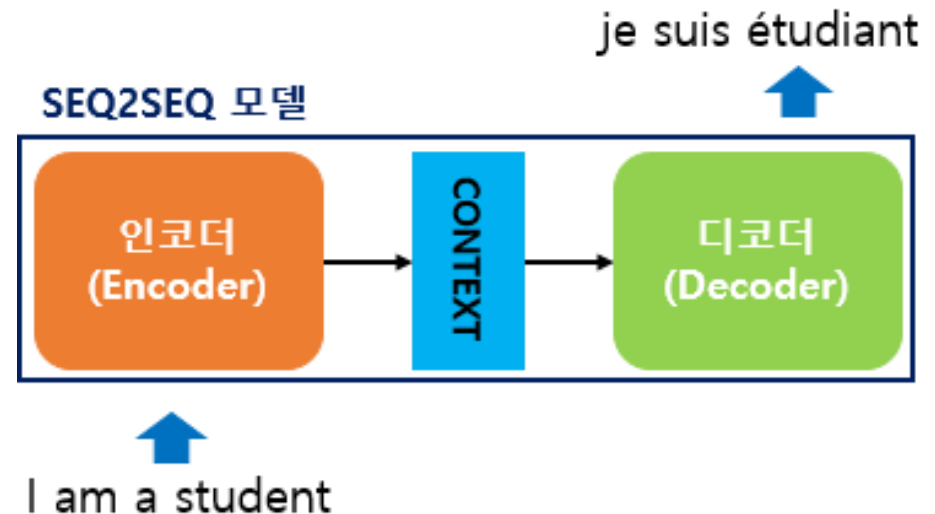 je suis étudiant
SEQ2SEQ 모델
인코더
(Encoder)
CONTEXT
디코더
(Decoder)
I am a student